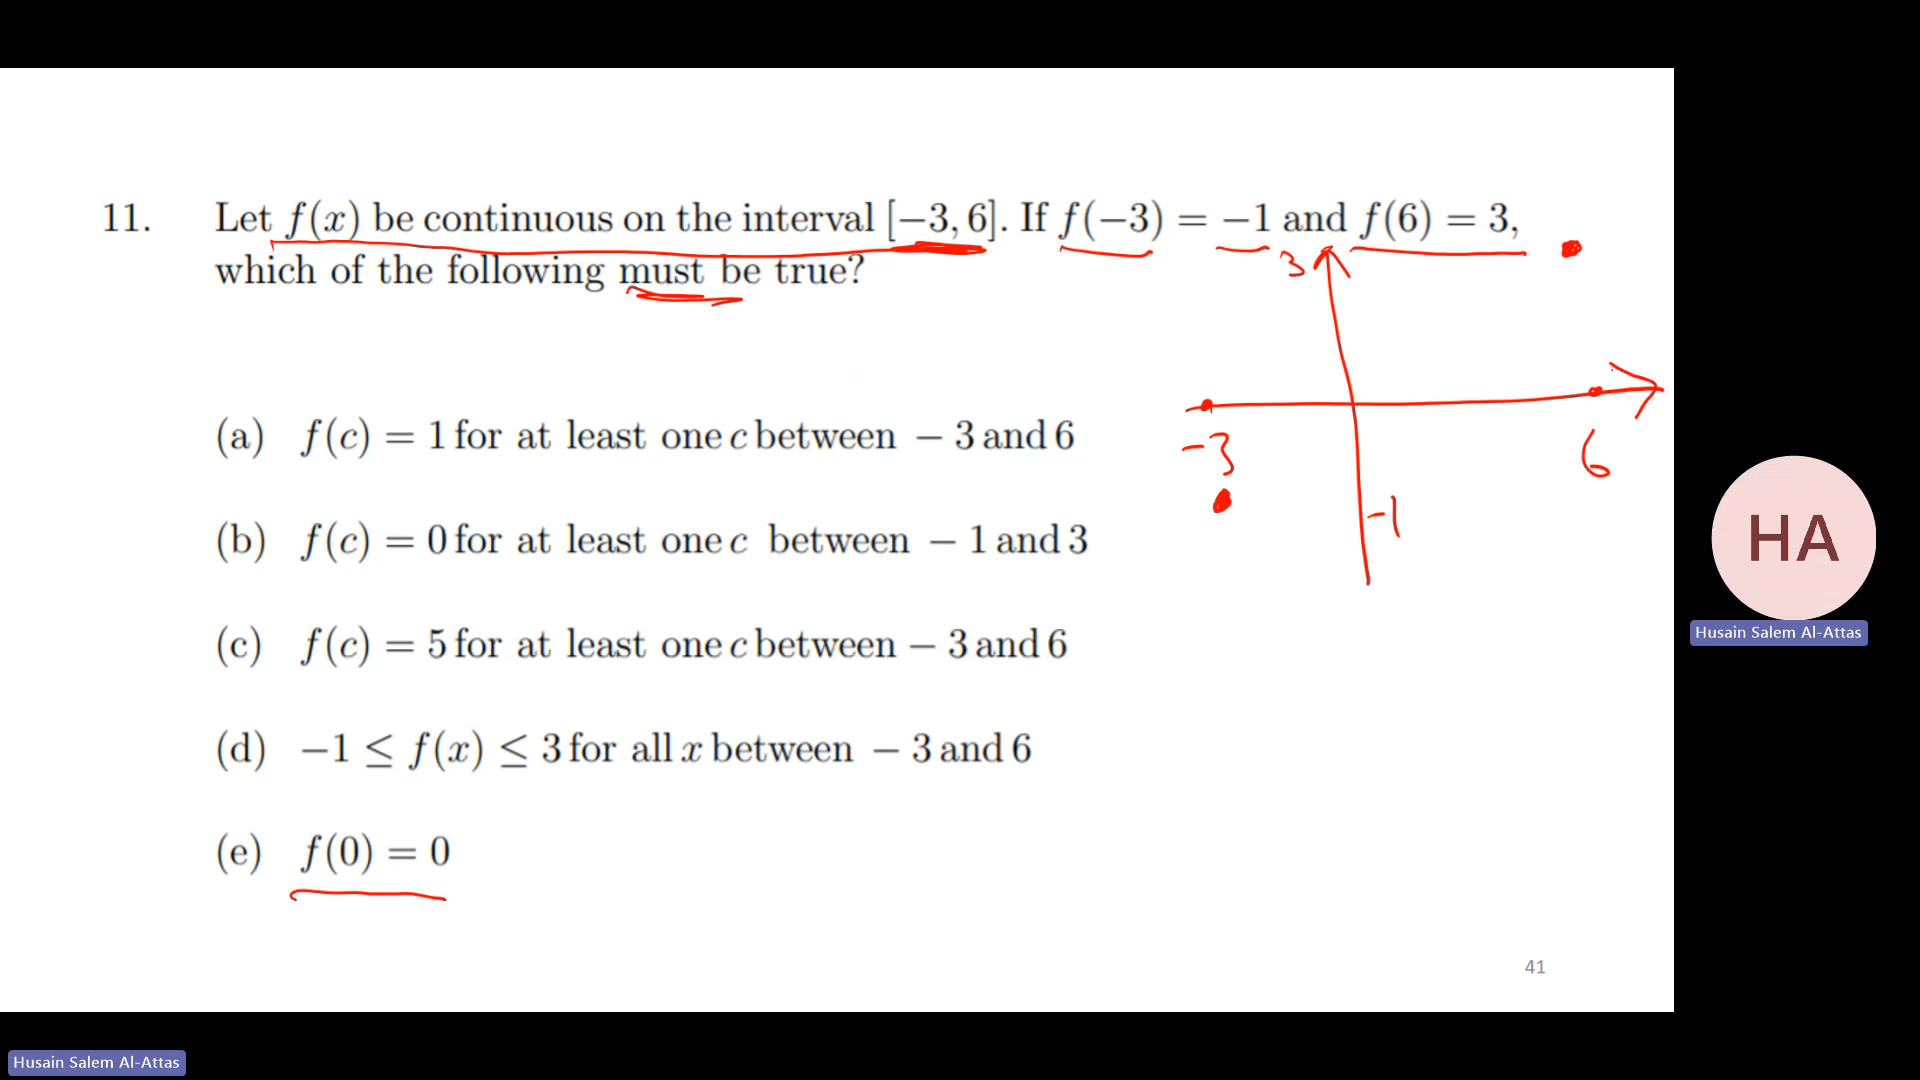 11. Let f(x) be continuous on the interval [−3, 6]. If f(−3) = −1 and f(6) = 3,
which of the following must be true?
3
(a) f(c) = 1 for at least one c between − 3 and 6
-3
6
-1
(b) f(c) = 0 for at least one c between − 1 and 3
(c) f(c) = 5 for at least one c between − 3 and 6
(d) −1 ≤ f(x) ≤ 3 for all x between − 3 and 6
(e) f(0) = 0
41
HA
Husain Salem Al-Attas
Husain Salem Al-Attas